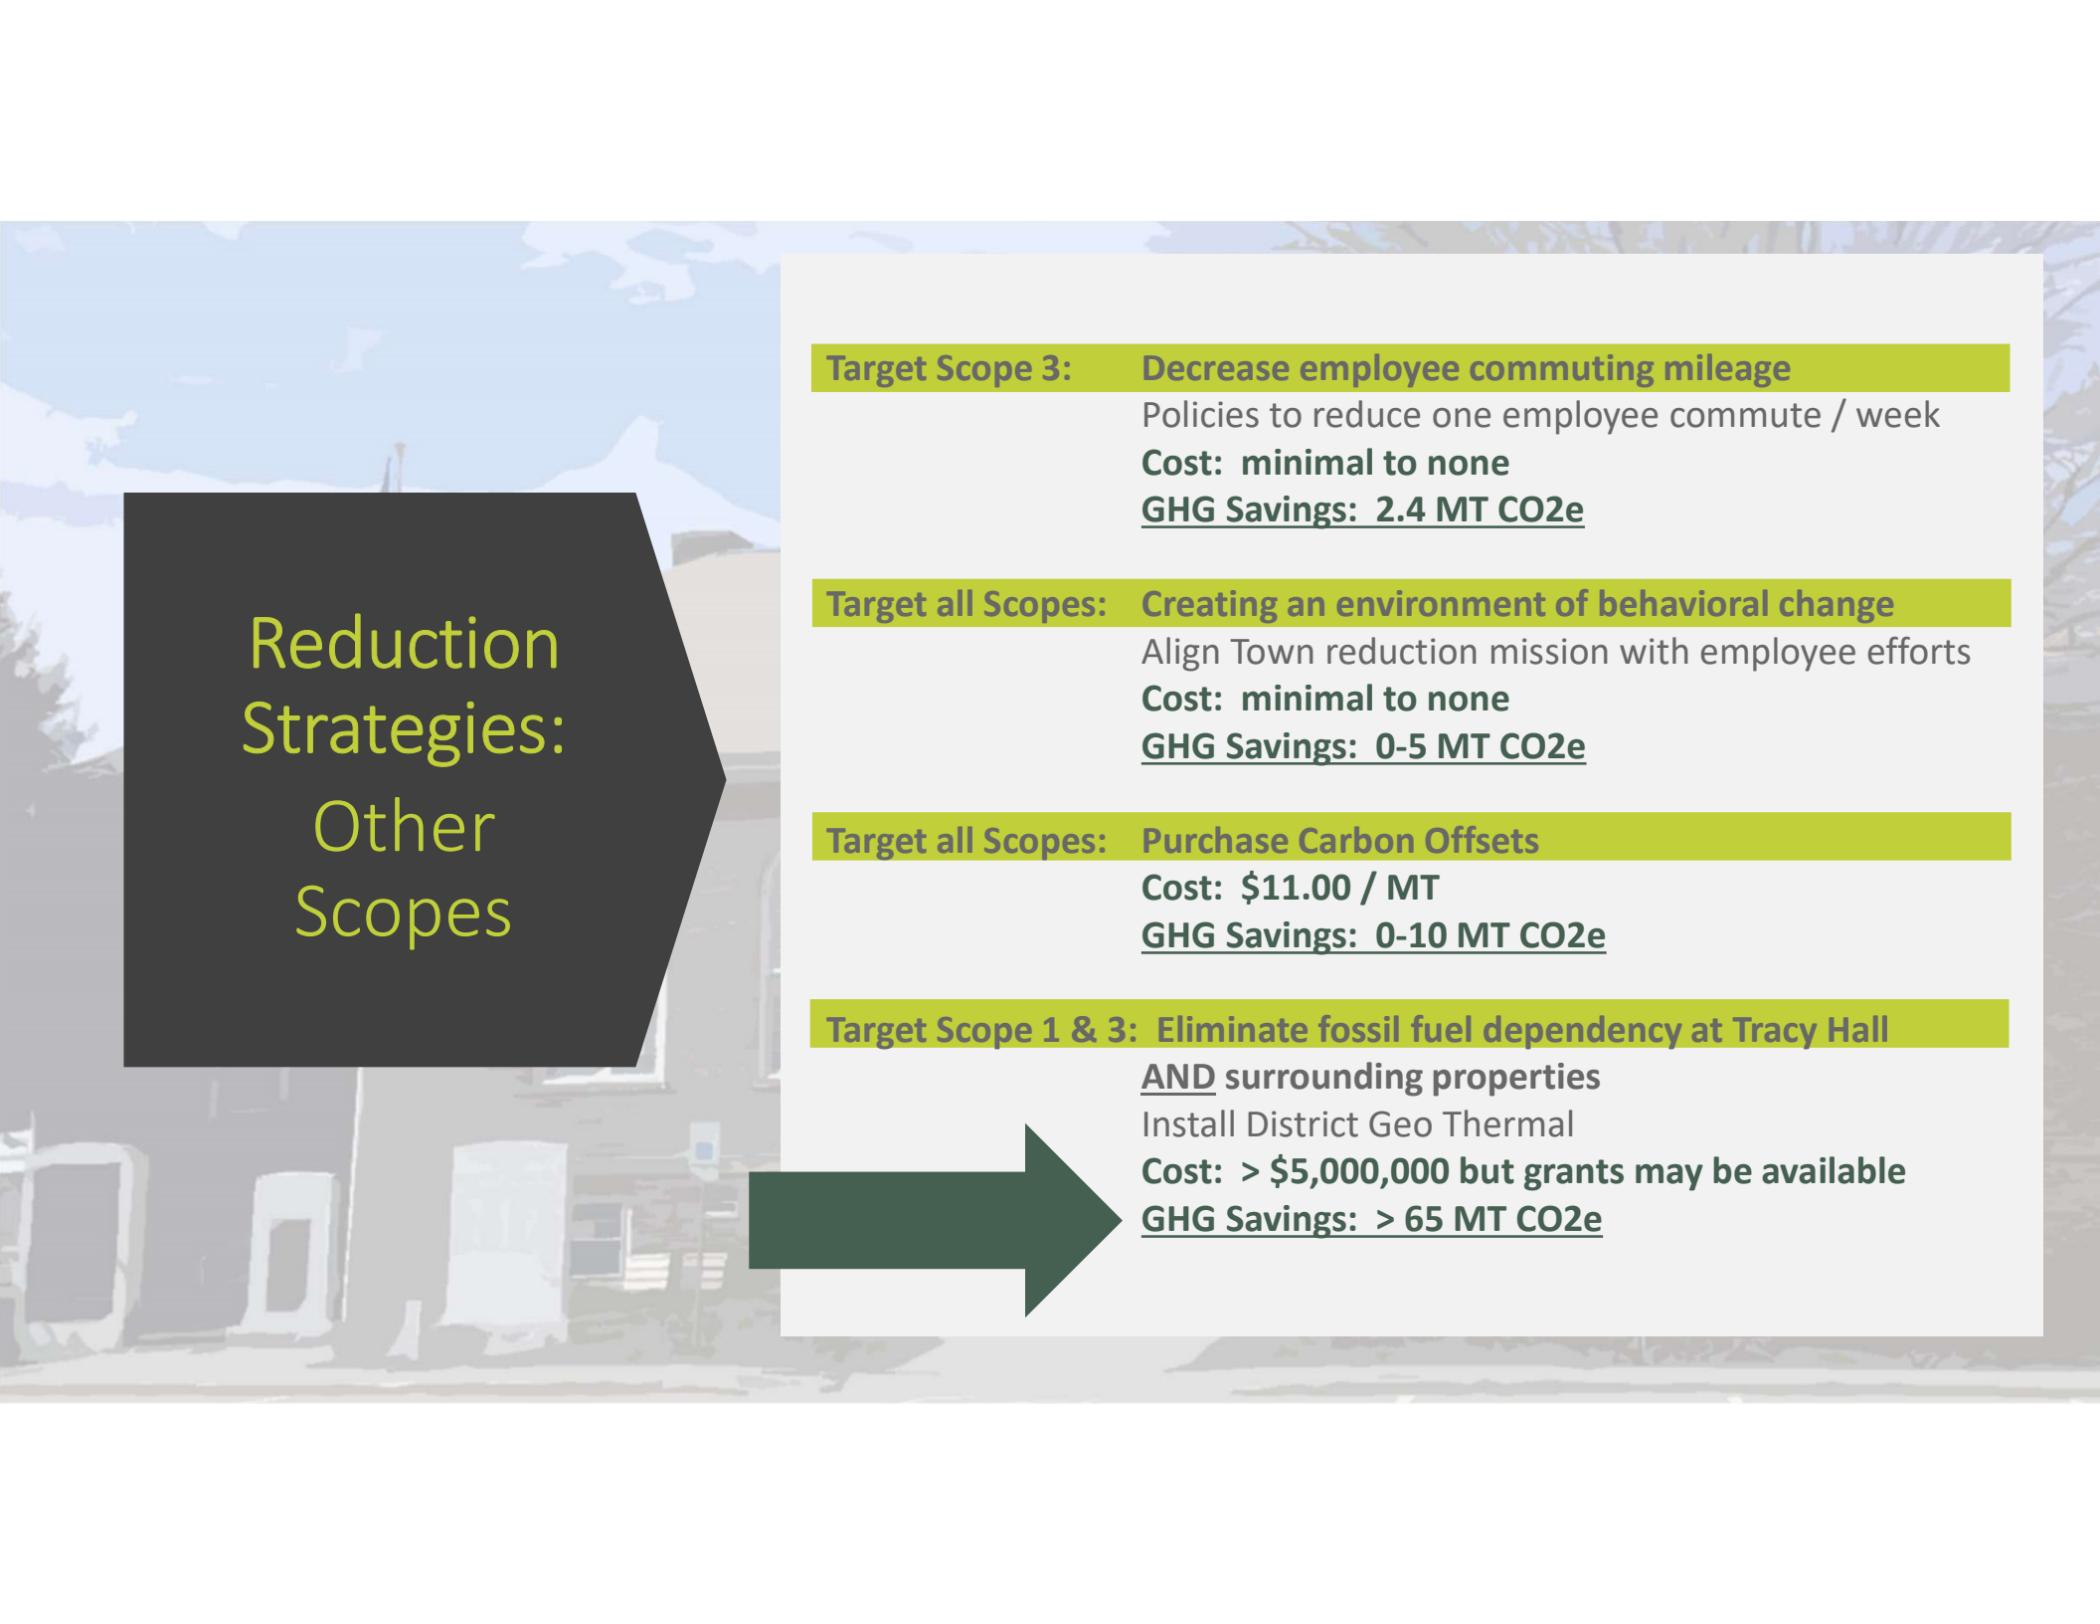 Reduction
Strategies:
Other
Scopes
Target Scope 3: Decrease employee commuting mileage
Policies to reduce one employee commute / week
Cost: minimal to none
GHG Savings: 2.4 MT CO2e
Target all Scopes: Creating an environment of behavioral change
Align Town reduction mission with employee efforts
Cost: minimal to none
GHG Savings: 0-5 MT CO2e
Target all Scopes: Purchase Carbon Offsets
Cost: $11.00 / MT
GHG Savings: 0-10 MT CO2e
Target Scope 1 & 3: Eliminate fossil fuel dependency at Tracy Hall
AND surrounding properties
Install District Geo Thermal
Cost: > $5,000,000 but grants may be available
GHG Savings: > 65 MT CO2e